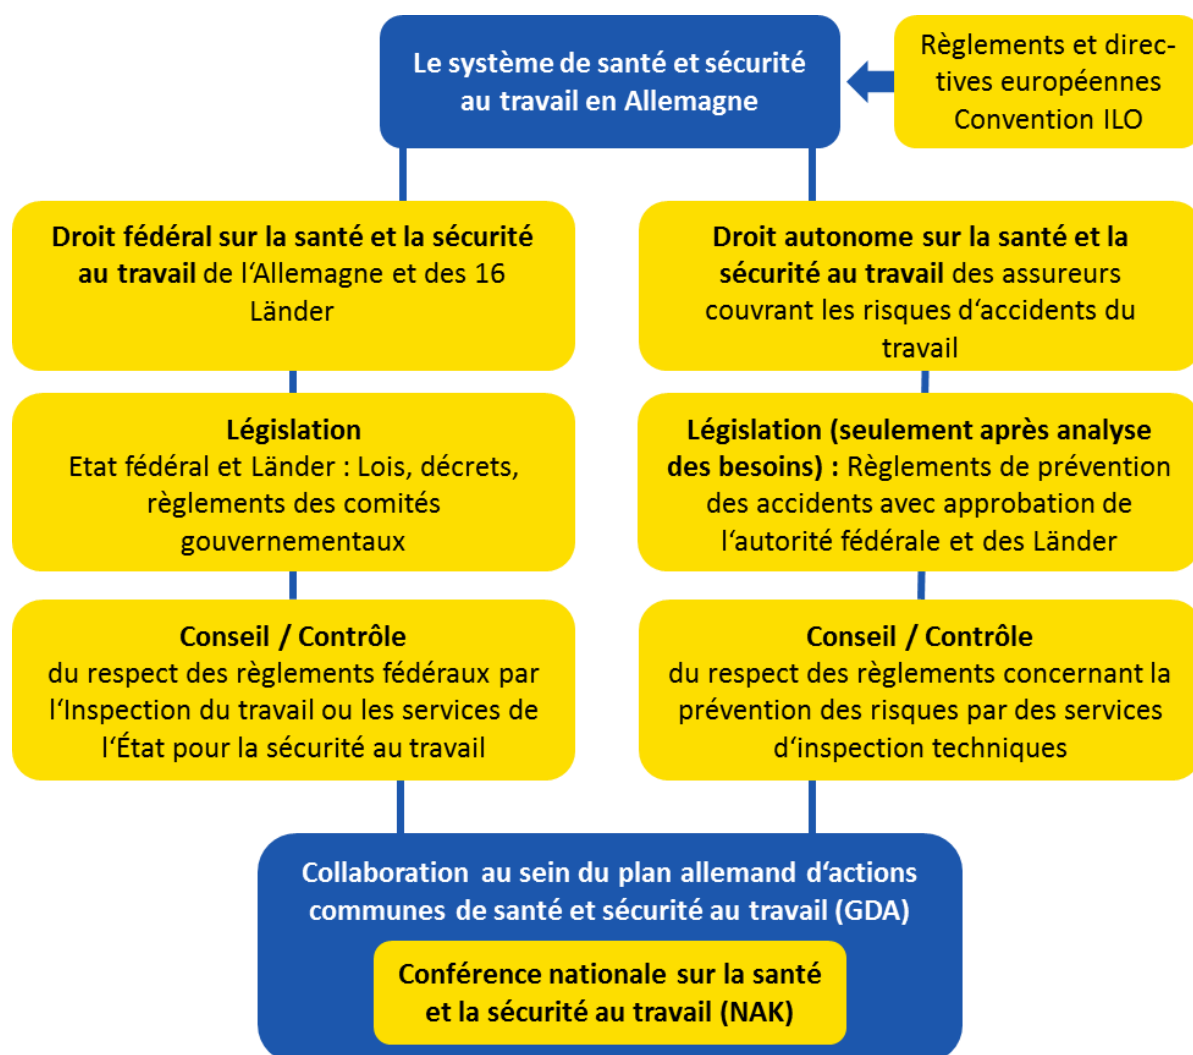 Le système de santé et sécurité
au travail en Allemagne
Règlements et direc-
tives européennes
Convention ILO
Droit fédéral sur la santé et la sécurité
au travail de l‘Allemagne et des 16
Länder
Droit autonome sur la santé et la
sécurité au travail des assureurs
couvrant les risques d‘accidents du
travail
Législation
Etat fédéral et Länder : Lois, décrets,
règlements des comités
gouvernementaux
Législation (seulement après analyse
des besoins) : Règlements de prévention
des accidents avec approbation de
l‘autorité fédérale et des Länder
Conseil / Contrôle
du respect des règlements fédéraux par
l‘Inspection du travail ou les services de
l‘État pour la sécurité au travail
Conseil / Contrôle
du respect des règlements concernant la
prévention des risques par des services
d‘inspection techniques
Collaboration au sein du plan allemand d‘actions
communes de santé et sécurité au travail (GDA)
Conférence nationale sur la santé
et la sécurité au travail (NAK)